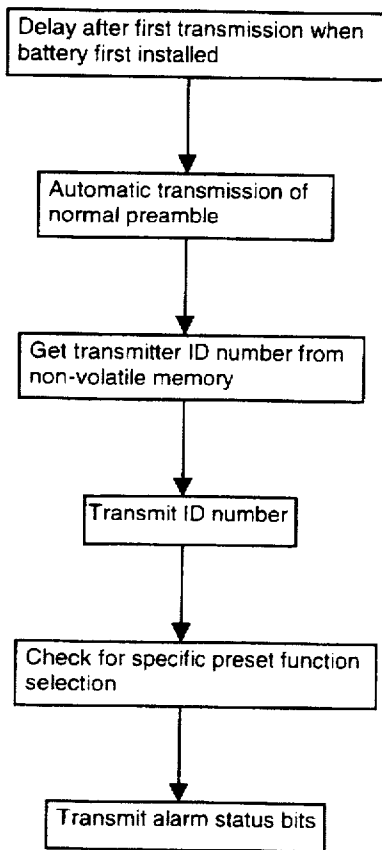 Delay after first transmission when
battery first installed
Automatic transmission of
normal preamble
Get transmitter ID number from
non-volatile memory
Transmit ID number
Check for specific preset function
selection
Transmit alarm status bits